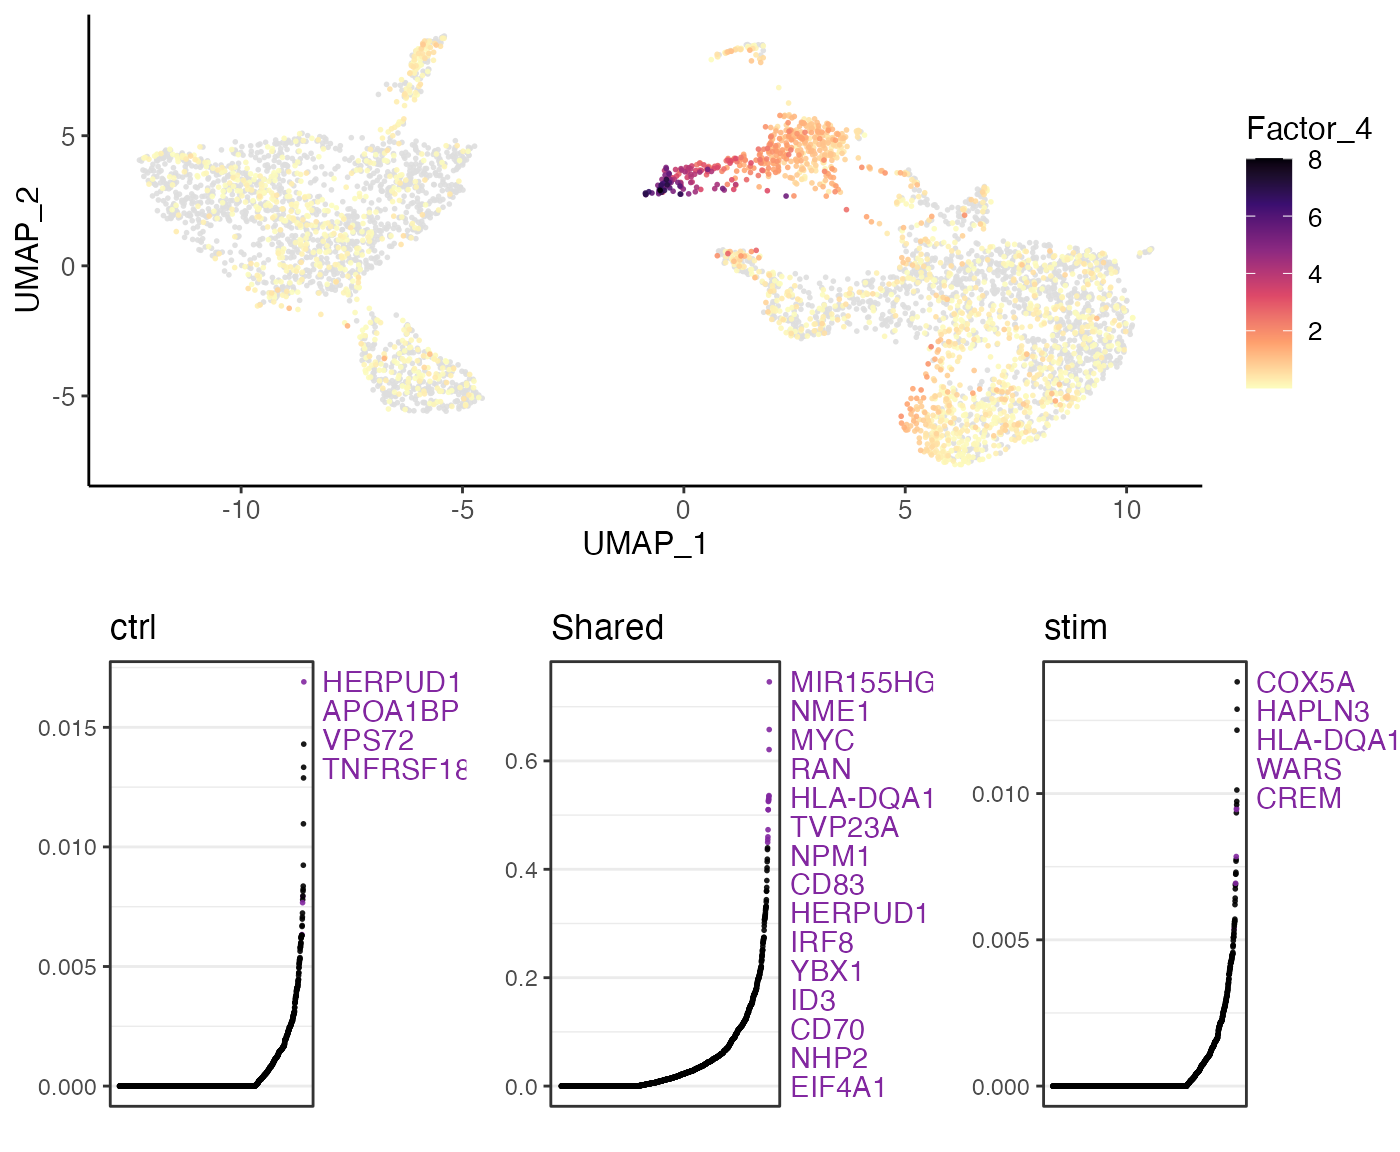 UMAP_2
5
0
-5
-10
-5
0
5
10
UMAP_1
Factor_4
8
6
4
2
ctrl
0.015
0.010
0.005
0.000
HERPUD1
APOA1BP
VPS72
TNFRSF18
Shared
0.6
0.4
0.2
0.0
MIR155HG
NME1
MYC
RAN
HLA-DQA1
TVP23A
NPM1
CD83
HERPUD1
IRF8
YBX1
ID3
CD70
NHP2
EIF4A1
stim
0.010
0.005
0.000
COX5A
HAPLN3
HLA-DQA1
WARS
CREM